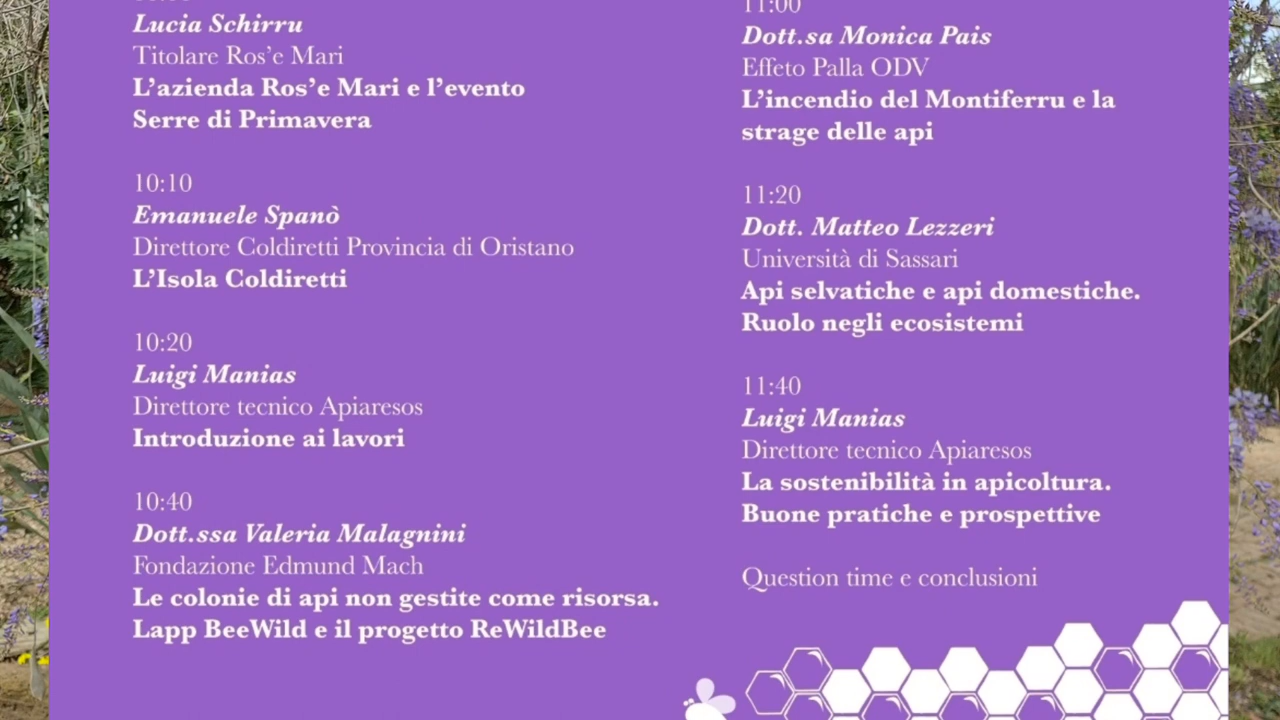 Lucia Schirru
Titolare Ros'e Mari
L'azienda Ros'e Mari e l'evento
Serre di Primavera
10:10
Emanuele Spanò
Direttore Coldiretti Provincia di Oristano
L'Isola Coldiretti
10:20
Luigi Manias
Direttore tecnico Apiaresos
Introduzione ai lavori
10:40
Dott.ssa Valeria Malagnini
Fondazione Edmund Mach
Le colonie di api non gestite come risorsa.
Lapp BeeWild e il progetto ReWildBee
11:00
Dott.sa Monica Pais
Effeto Palla ODV
L'incendio del Montiferru e la
strage delle api
11:20
Dott. Matteo Lezzeri
Università di Sassari
Api selvatiche e api domestiche.
Ruolo negli ecosistemi
11:40
Luigi Manias
Direttore tecnico Apiaresos
La sostenibilità in apicoltura.
Buone pratiche e prospettive
Question time e conclusioni